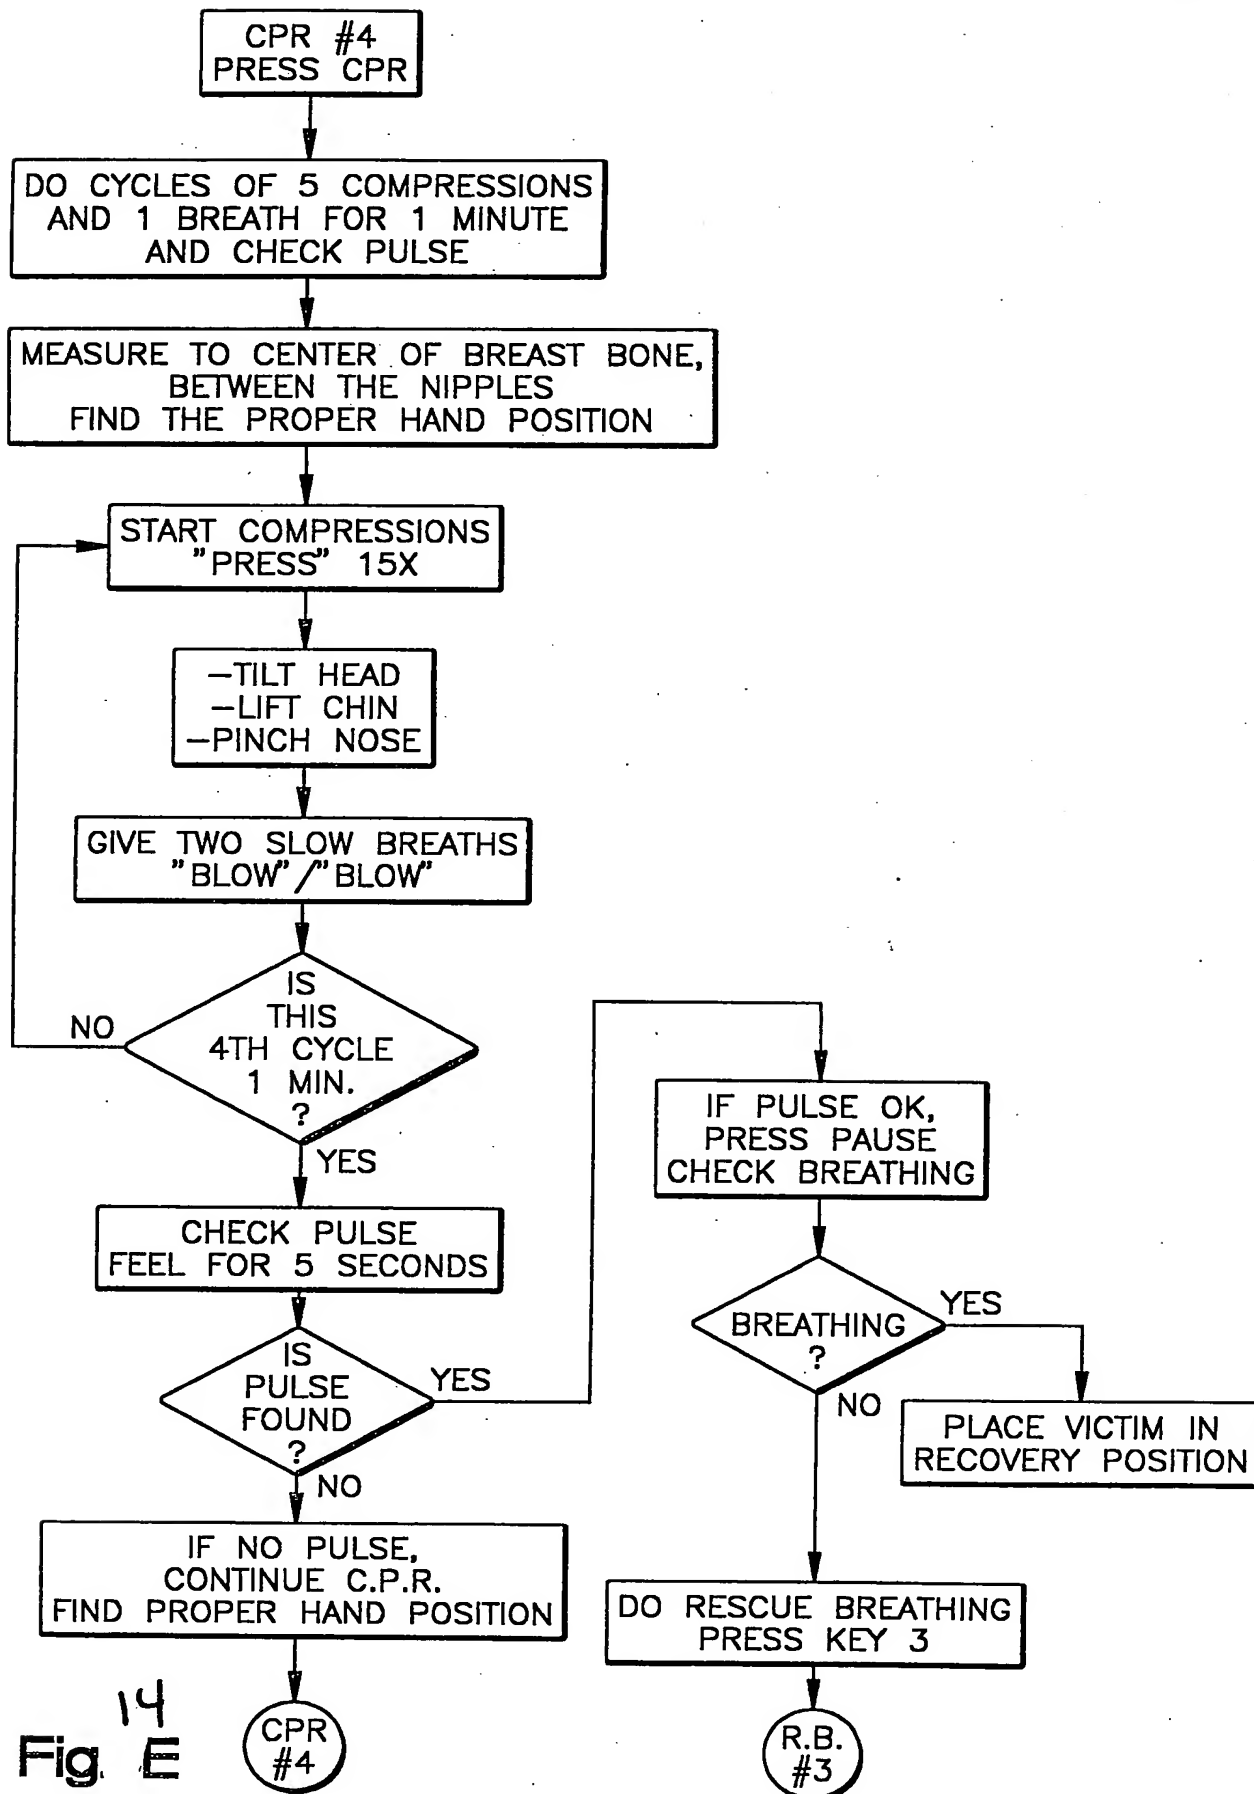 CPR #4
PRESS CPR
DO CYCLES OF 5 COMPRESSIONS
AND 1 BREATH FOR 1 MINUTE
AND CHECK PULSE
MEASURE TO CENTER OF BREAST BONE,
BETWEEN THE NIPPLES
FIND THE PROPER HAND POSITION
START COMPRESSIONS
"PRESS" 15X
-TILT HEAD
-LIFT CHIN
-PINCH NOSE
GIVE TWO SLOW BREATHS
"BLOW"/"BLOW"
IS
THIS
4TH CYCLE
1 MIN.
?
NO
YES
CHECK PULSE
FEEL FOR 5 SECONDS
IS
PULSE
FOUND
?
YES
NO
IF NO PULSE,
CONTINUE C.P.R.
FIND PROPER HAND POSITION
CPR
#4
IF PULSE OK,
PRESS PAUSE
CHECK BREATHING
BREATHING
?
YES
NO
PLACE VICTIM IN
RECOVERY POSITION
DO RESCUE BREATHING
PRESS KEY 3
R.B.
#3
14
Fig. E